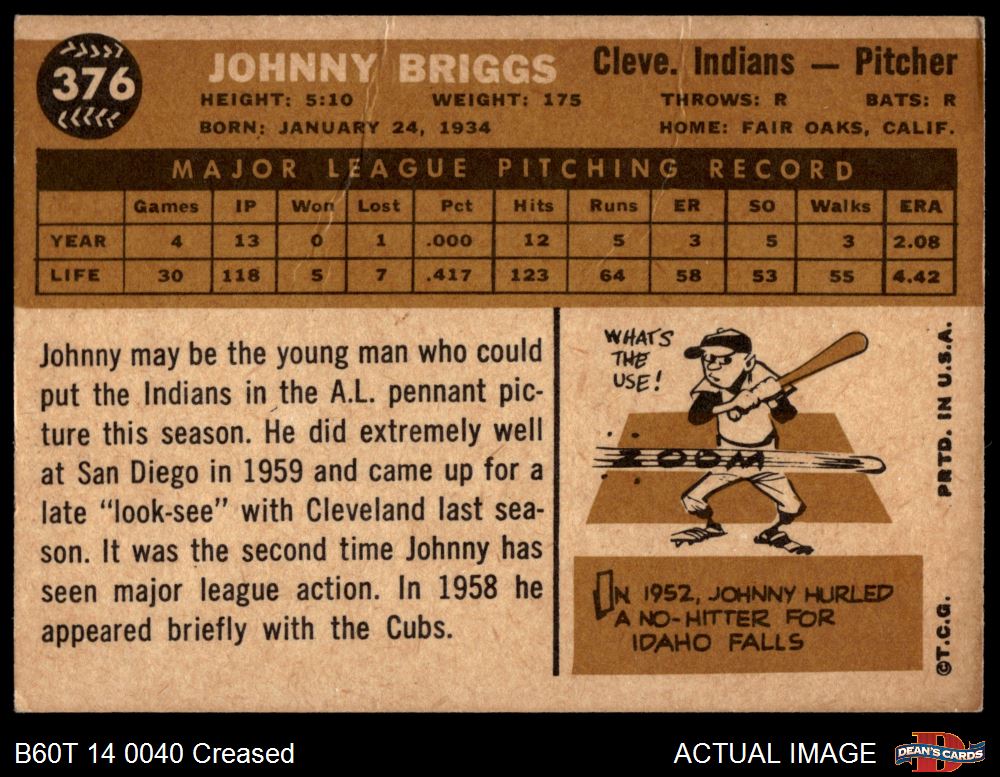 376
JOHNNY BRIGGS
Cleve. Indians — Pitcher
HEIGHT: 5:10 WEIGHT: 175 THROWS: R BATS: R
BORN: JANUARY 24, 1934 HOME: FAIR OAKS, CALIF.
MAJOR LEAGUE PITCHING RECORD
Games IP Won Lost Pct Hits Runs ER SO Walks ERA
YEAR 4 13 0 1 .000 12 5 3 5 3 2.08
LIFE 30 118 5 7 .417 123 64 58 53 55 4.42
Johnny may be the young man who could
put the Indians in the A.L. pennant pic-
ture this season. He did extremely well
at San Diego in 1959 and came up for a
late “look-see” with Cleveland last sea-
son. It was the second time Johnny has
seen major league action. In 1958 he
appeared briefly with the Cubs.
WHAT'S
THE
USE!
ZOOM
IN 1952, JOHNNY HURLED
A NO-HITTER FOR
IDAHO FALLS
PRTD. IN U.S.A.
©T.C.G.
B60T 14 0040 Creased
ACTUAL IMAGE
D
DEAN'S CARDS